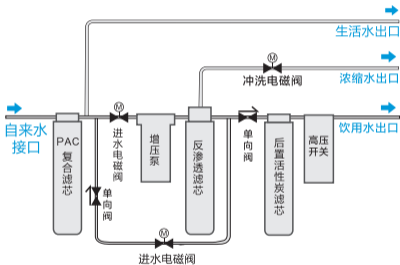 生活水出口
M
冲洗电磁阀
浓缩水出口
自来水
接口
M
进水电磁阀
单向阀
饮用水出口
PAC
复合滤芯
增压泵
反渗透滤芯
后置活性炭滤芯
高压
开关
单向阀
M
进水电磁阀